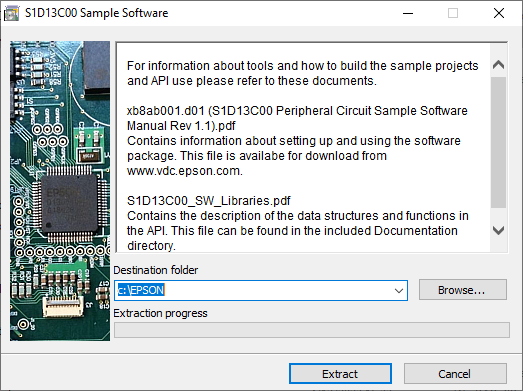 S1D13C00 Sample Software
For information about tools and how to build the sample projects
and API use please refer to these documents.
xb8ab001.d01 (S1D13C00 Peripheral Circuit Sample Software
Manual Rev 1.1).pdf
Contains information about setting up and using the software
package. This file is availabe for download from
www.vdc.epson.com.
S1D13C00_SW_Libraries.pdf
Contains the description of the data structures and functions in
the API. This file can be found in the included Documentation
directory.
Destination folder
c:\EPSON
Browse...
Extraction progress
Extract
Cancel
EPSON